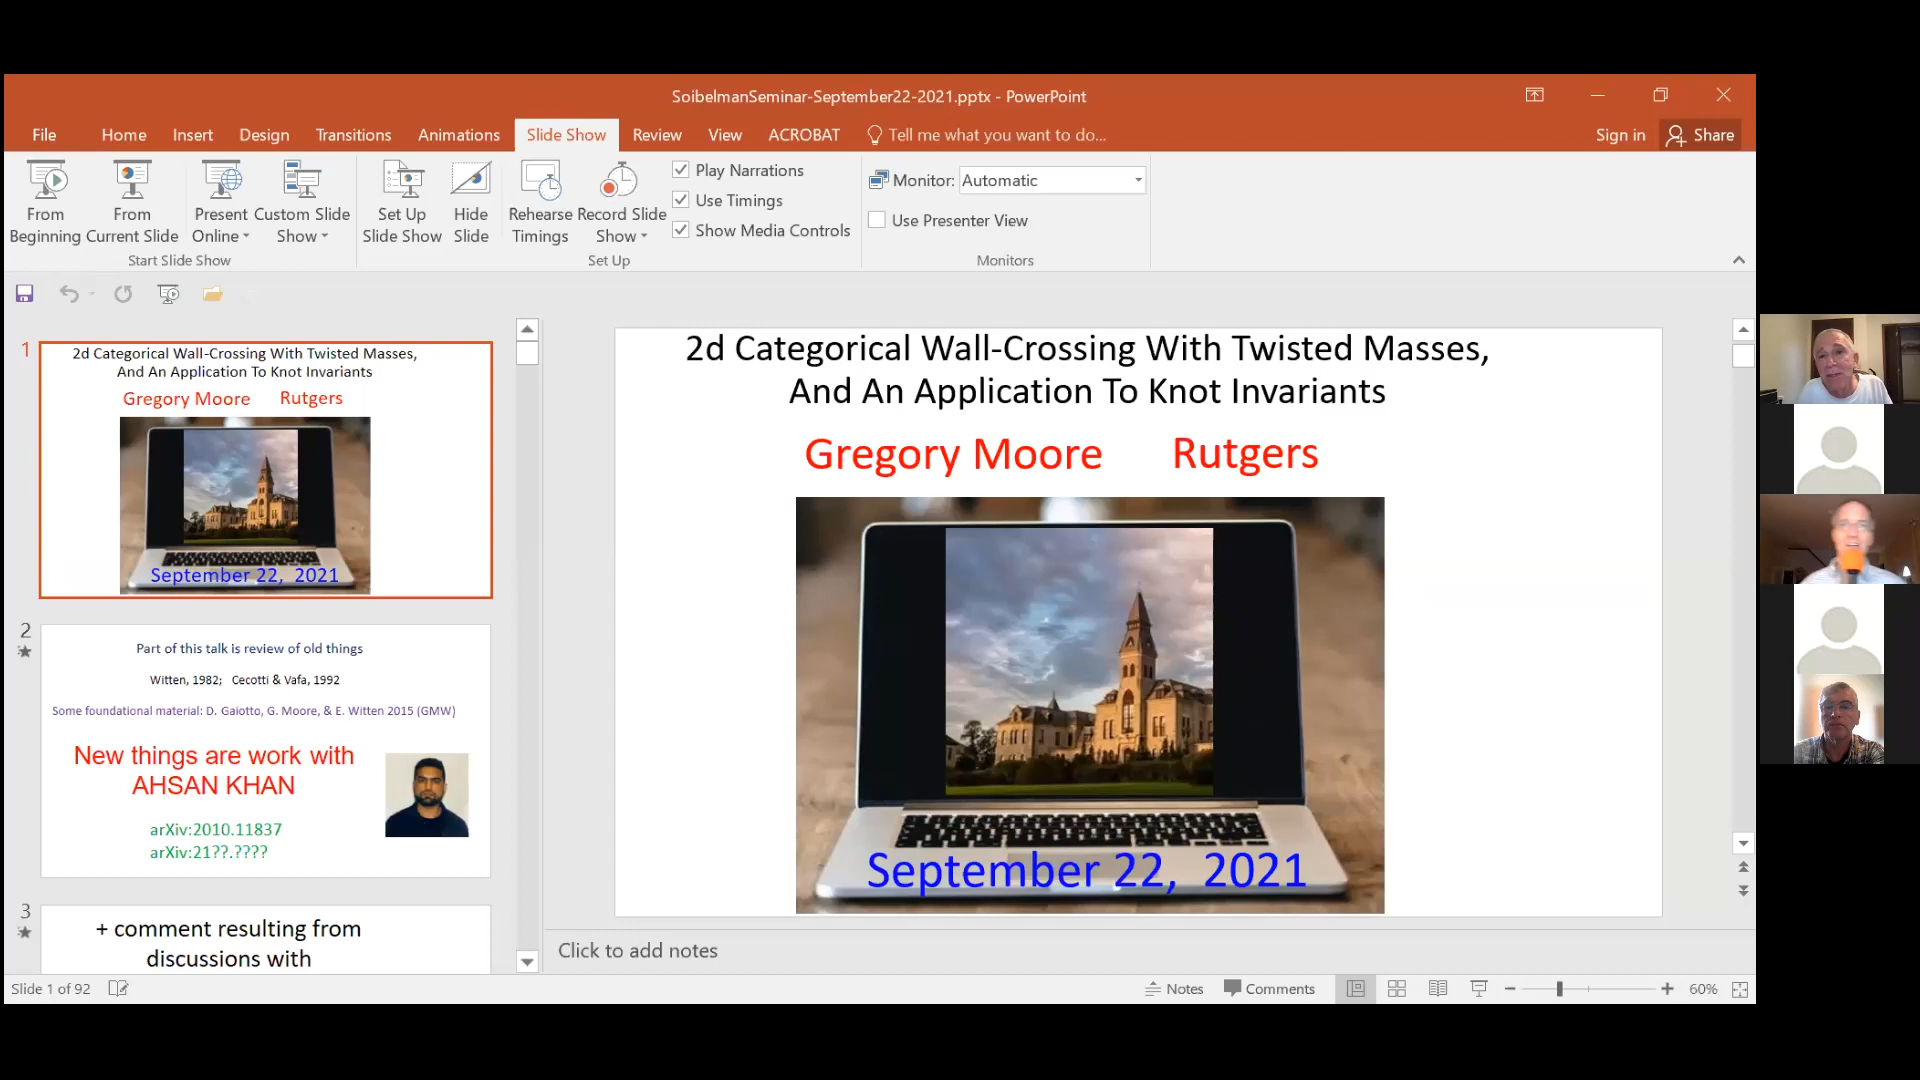 SoibelmanSeminar-September22-2021.pptx - PowerPoint
File Home Insert Design Transitions Animations Slide Show Review View ACROBAT Tell me what you want to do... Sign in Share
From Beginning
From Current Slide
Present Online
Custom Slide Show
Set Up Slide Show
Hide Slide
Rehearse Timings
Record Slide Show
Play Narrations
Use Timings
Show Media Controls
Monitor: Automatic
Use Presenter View
Start Slide Show
Set Up
Monitors
1
2d Categorical Wall-Crossing With Twisted Masses,
And An Application To Knot Invariants
Gregory Moore Rutgers
September 22, 2021
2
Part of this talk is review of old things
Witten, 1982; Cecotti & Vafa, 1992
Some foundational material: D. Gaiotto, G. Moore, & E. Witten 2015 (GMW)
New things are work with
AHSAN KHAN
arXiv:2010.11837
arXiv:21??.????
3
+ comment resulting from
discussions with
2d Categorical Wall-Crossing With Twisted Masses,
And An Application To Knot Invariants
Gregory Moore Rutgers
September 22, 2021
Click to add notes
Slide 1 of 92
Notes Comments 60%